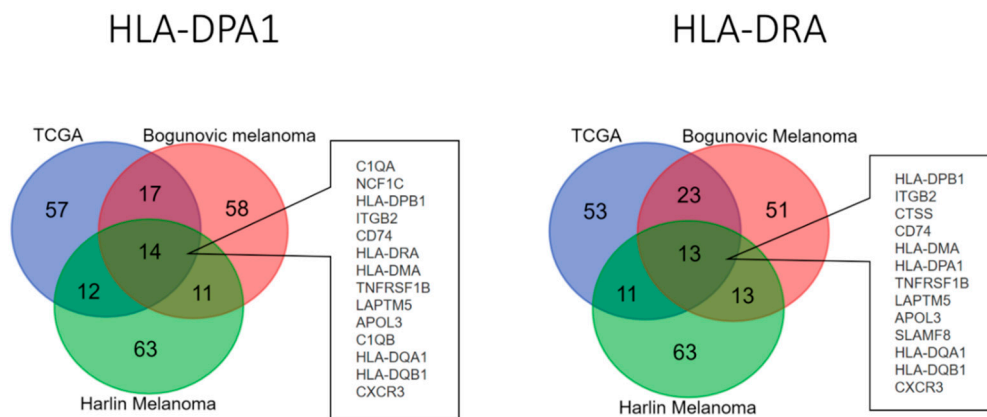 HLA-DPA1
TCGA
Bogunovic melanoma
57
17
58
14
12
11
63
Harlin Melanoma
C1QA
NCF1C
HLA-DPB1
ITGB2
CD74
HLA-DRA
HLA-DMA
TNFRSF1B
LAPTM5
APOL3
C1QB
HLA-DQA1
HLA-DQB1
CXCR3
HLA-DRA
TCGA
Bogunovic Melanoma
53
23
51
13
11
13
63
Harlin Melanoma
HLA-DPB1
ITGB2
CTSS
CD74
HLA-DMA
HLA-DPA1
TNFRSF1B
LAPTM5
APOL3
SLAMF8
HLA-DQA1
HLA-DQB1
CXCR3